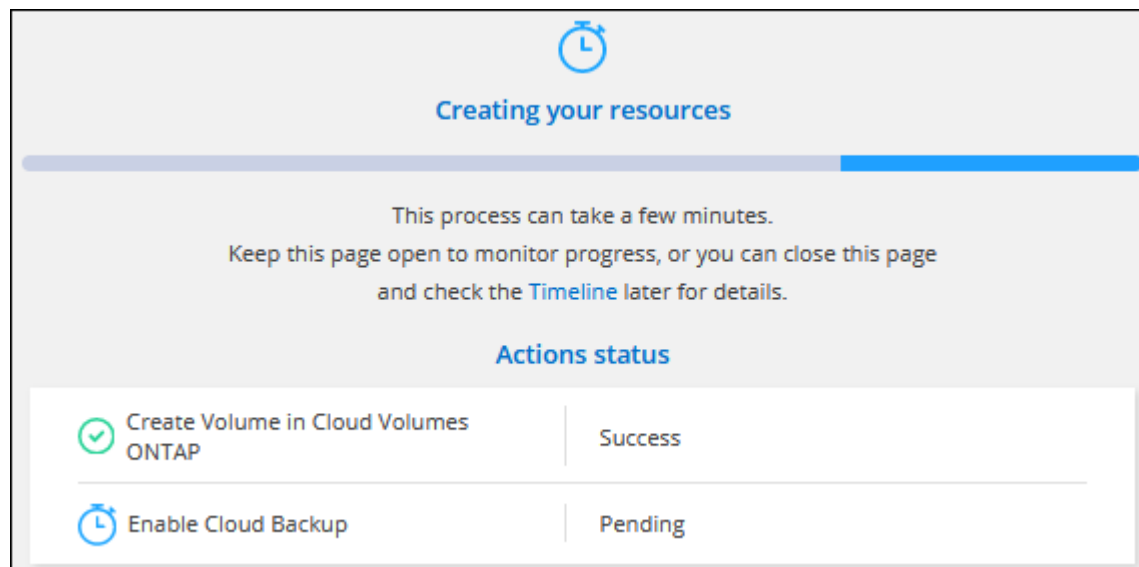 Creating your resources
This process can take a few minutes.
Keep this page open to monitor progress, or you can close this page
and check the Timeline later for details.
Actions status
Create Volume in Cloud Volumes
ONTAP
Success
Enable Cloud Backup
Pending